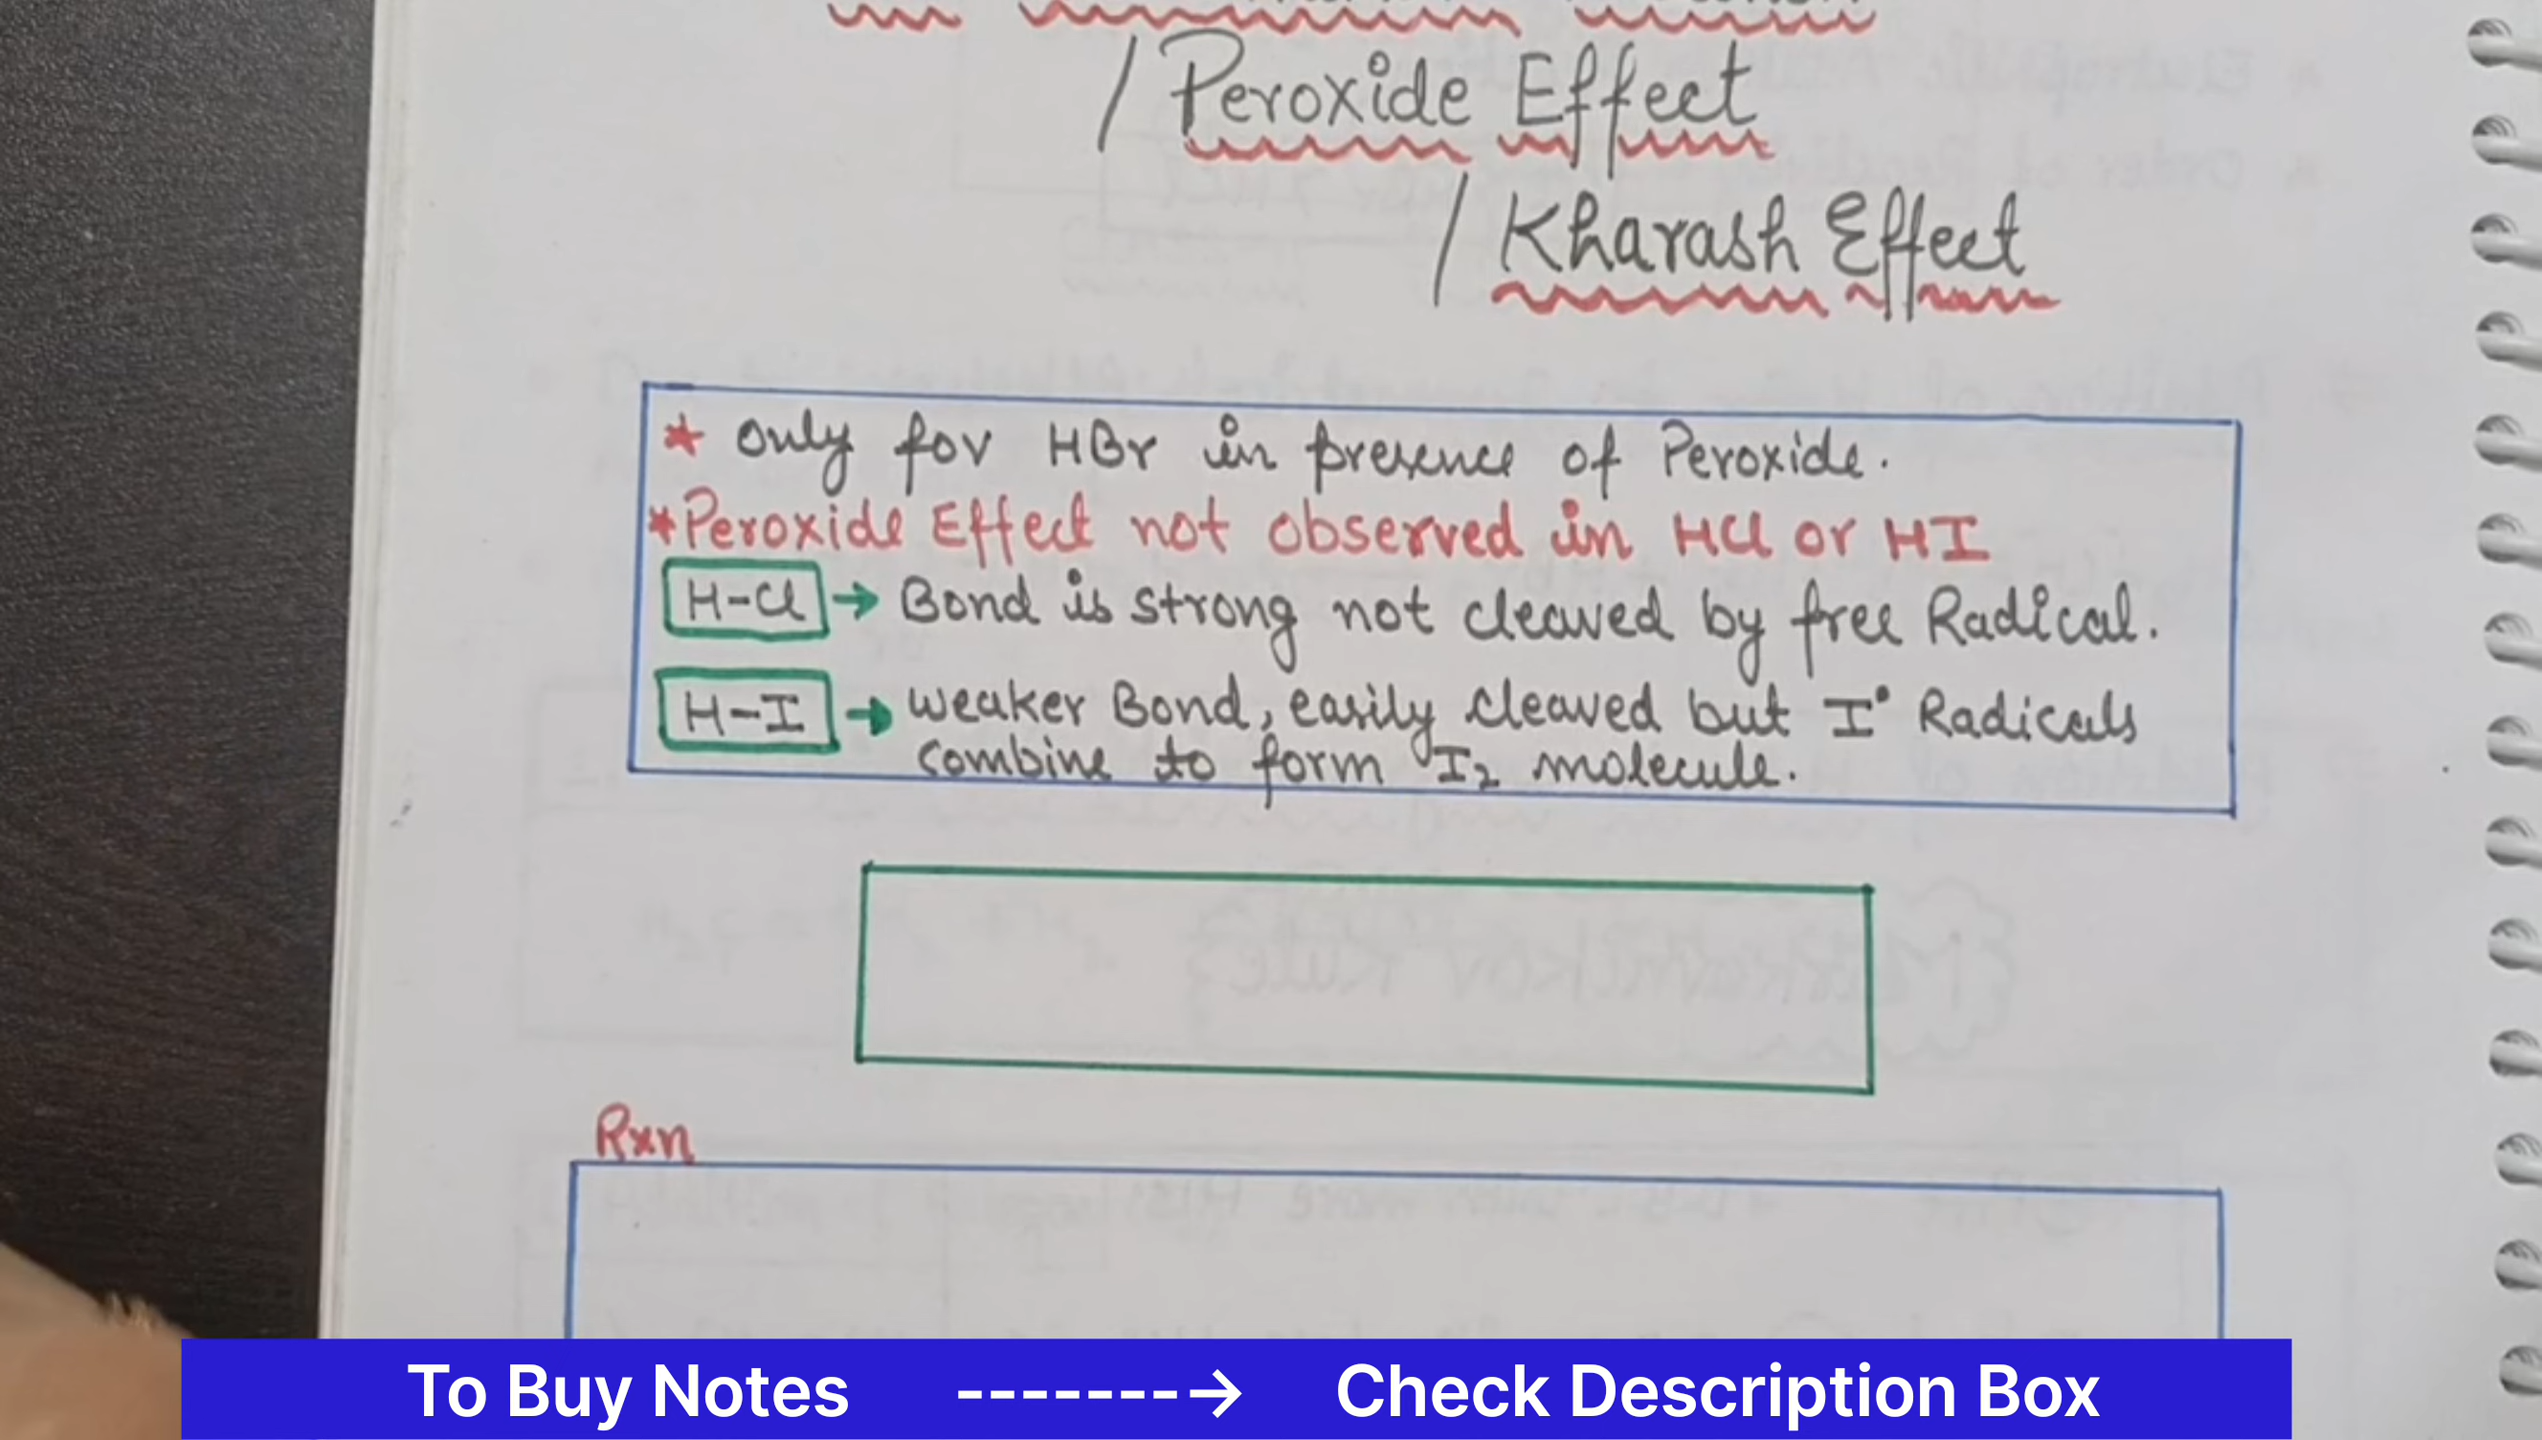 / Peroxide Effect
/ Kharash Effect
* only for HBr in presence of Peroxide.
*Peroxide Effect not observed in HCl or HI
H-Cl → Bond is strong not cleaved by free Radical.
H-I → weaker Bond, easily cleaved but I• Radicals
combine to form I₂ molecule.
Rxn
To Buy Notes -------→ Check Description Box